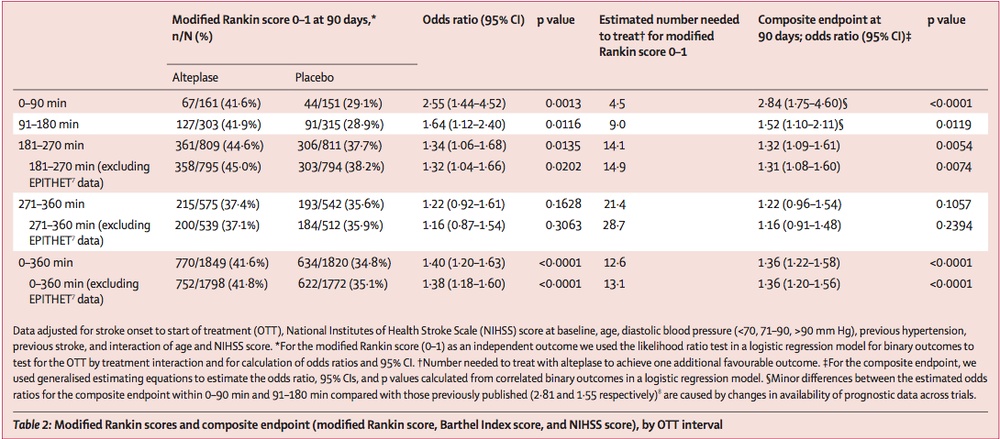 Modified Rankin score 0–1 at 90 days,* n/N (%) Odds ratio (95% CI) p value Estimated number needed to treat† for modified Rankin score 0–1 Composite endpoint at 90 days; odds ratio (95% CI)‡ p value
Alteplase Placebo
0–90 min 67/161 (41·6%) 44/151 (29·1%) 2·55 (1·44–4·52) 0·0013 4·5 2·84 (1·75–4·60)§ <0·0001
91–180 min 127/303 (41·9%) 91/315 (28·9%) 1·64 (1·12–2·40) 0·0116 9·0 1·52 (1·10–2·11)§ 0·0119
181–270 min 361/809 (44·6%) 306/811 (37·7%) 1·34 (1·06–1·68) 0·0135 14·1 1·32 (1·09–1·61) 0·0054
181–270 min (excluding EPITHET⁷ data) 358/795 (45·0%) 303/794 (38·2%) 1·32 (1·04–1·66) 0·0202 14·9 1·31 (1·08–1·60) 0·0074
271–360 min 215/575 (37·4%) 193/542 (35·6%) 1·22 (0·92–1·61) 0·1628 21·4 1·22 (0·96–1·54) 0·1057
271–360 min (excluding EPITHET⁷ data) 200/539 (37·1%) 184/512 (35·9%) 1·16 (0·87–1·54) 0·3063 28·7 1·16 (0·91–1·48) 0·2394
0–360 min 770/1849 (41·6%) 634/1820 (34·8%) 1·40 (1·20–1·63) <0·0001 12·6 1·36 (1·22–1·58) <0·0001
0–360 min (excluding EPITHET⁷ data) 752/1798 (41·8%) 622/1772 (35·1%) 1·38 (1·18–1·60) <0·0001 13·1 1·36 (1·20–1·56) <0·0001
Data adjusted for stroke onset to start of treatment (OTT), National Institutes of Health Stroke Scale (NIHSS) score at baseline, age, diastolic blood pressure (<70, 71–90, >90 mm Hg), previous hypertension,
previous stroke, and interaction of age and NIHSS score. *For the modified Rankin score (0–1) as an independent outcome we used the likelihood ratio test in a logistic regression model for binary outcomes to
test for the OTT by treatment interaction and for calculation of odds ratios and 95% CI. †Number needed to treat with alteplase to achieve one additional favourable outcome. ‡For the composite endpoint, we
used generalised estimating equations to estimate the odds ratio, 95% CIs, and p values calculated from correlated binary outcomes in a logistic regression model. §Minor differences between the estimated odds
ratios for the composite endpoint within 0–90 min and 91–180 min compared with those previously published (2·81 and 1·55 respectively)⁸ are caused by changes in availability of prognostic data across trials.
Table 2: Modified Rankin scores and composite endpoint (modified Rankin score, Barthel Index score, and NIHSS score), by OTT interval